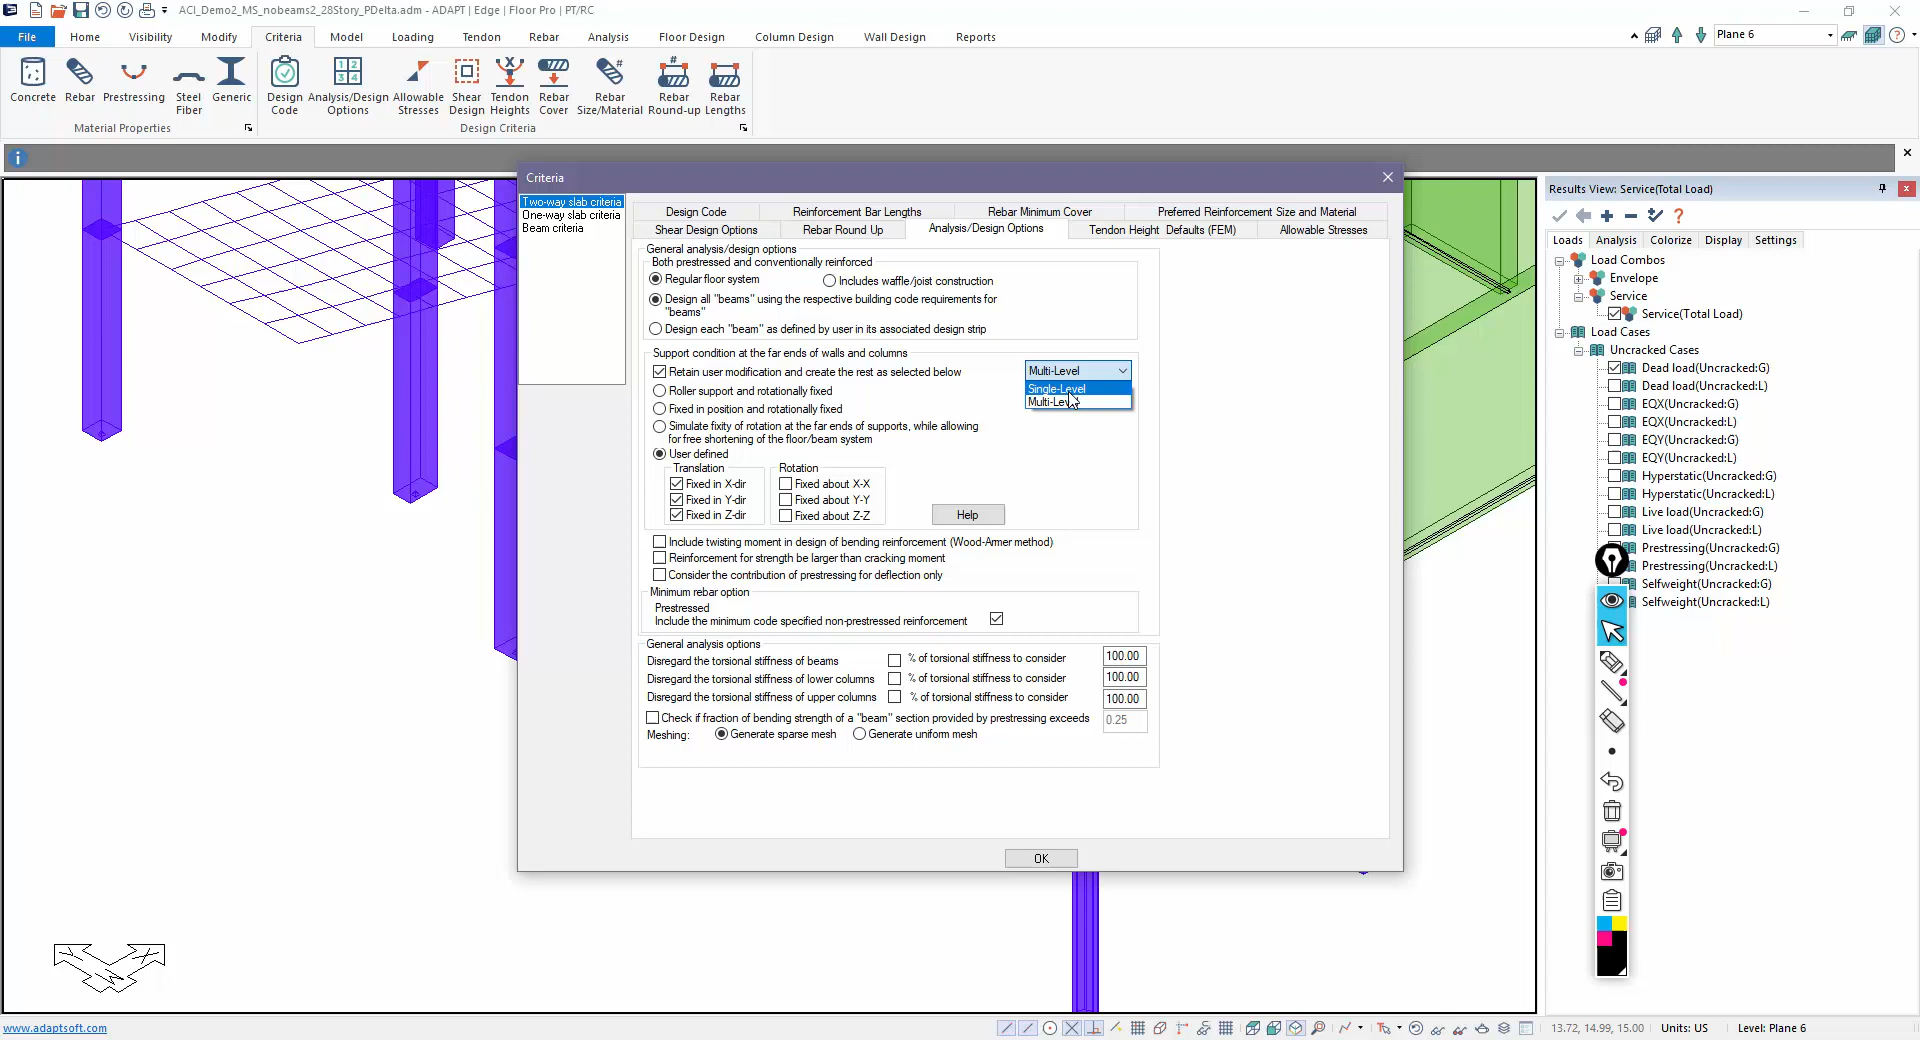 ACI_Demo2_MS_nobeams2_28Story_PDelta.adm - ADAPT | Edge | Floor Pro | PT/RC
File Home Visibility Modify Criteria Model Loading Tendon Rebar Analysis Floor Design Column Design Wall Design Reports
Plane 6
Concrete Rebar Prestressing Steel Fiber Generic
Material Properties
Design Code Analysis/Design Options Allowable Stresses Shear Design Tendon Heights Rebar Cover Rebar Size/Material Rebar Round-up Rebar Lengths
Design Criteria
Criteria
Two-way slab criteria
One-way slab criteria
Beam criteria
Design Code Reinforcement Bar Lengths Rebar Minimum Cover Preferred Reinforcement Size and Material
Shear Design Options Rebar Round Up Analysis/Design Options Tendon Height Defaults (FEM) Allowable Stresses
General analysis/design options
Both prestressed and conventionally reinforced
Regular floor system Includes waffle/joist construction
Design all "beams" using the respective building code requirements for
"beams"
Design each "beam" as defined by user in its associated design strip
Support condition at the far ends of walls and columns
Retain user modification and create the rest as selected below Multi-Level
Single-Level
Roller support and rotationally fixed
Fixed in position and rotationally fixed
Simulate fixity of rotation at the far ends of supports, while allowing
for free shortening of the floor/beam system
User defined
Translation Rotation
Fixed in X-dir Fixed about X-X
Fixed in Y-dir Fixed about Y-Y
Fixed in Z-dir Fixed about Z-Z
Help
Include twisting moment in design of bending reinforcement (Wood-Armer method)
Reinforcement for strength be larger than cracking moment
Consider the contribution of prestressing for deflection only
Minimum rebar option
Prestressed
Include the minimum code specified non-prestressed reinforcement
General analysis options
Disregard the torsional stiffness of beams % of torsional stiffness to consider 100.00
Disregard the torsional stiffness of lower columns % of torsional stiffness to consider 100.00
Disregard the torsional stiffness of upper columns % of torsional stiffness to consider 100.00
Check if fraction of bending strength of a "beam" section provided by prestressing exceeds 0.25
Meshing: Generate sparse mesh Generate uniform mesh
OK
Results View: Service(Total Load)
Loads Analysis Colorize Display Settings
Load Combos
Envelope
Service
Service(Total Load)
Load Cases
Uncracked Cases
Dead load(Uncracked:G)
Dead load(Uncracked:L)
EQX(Uncracked:G)
EQX(Uncracked:L)
EQY(Uncracked:G)
EQY(Uncracked:L)
Hyperstatic(Uncracked:G)
Hyperstatic(Uncracked:L)
Live load(Uncracked:G)
Live load(Uncracked:L)
Prestressing(Uncracked:G)
Prestressing(Uncracked:L)
Selfweight(Uncracked:G)
Selfweight(Uncracked:L)
www.adaptsoft.com
13.72, 14.99, 15.00 Units: US Level: Plane 6